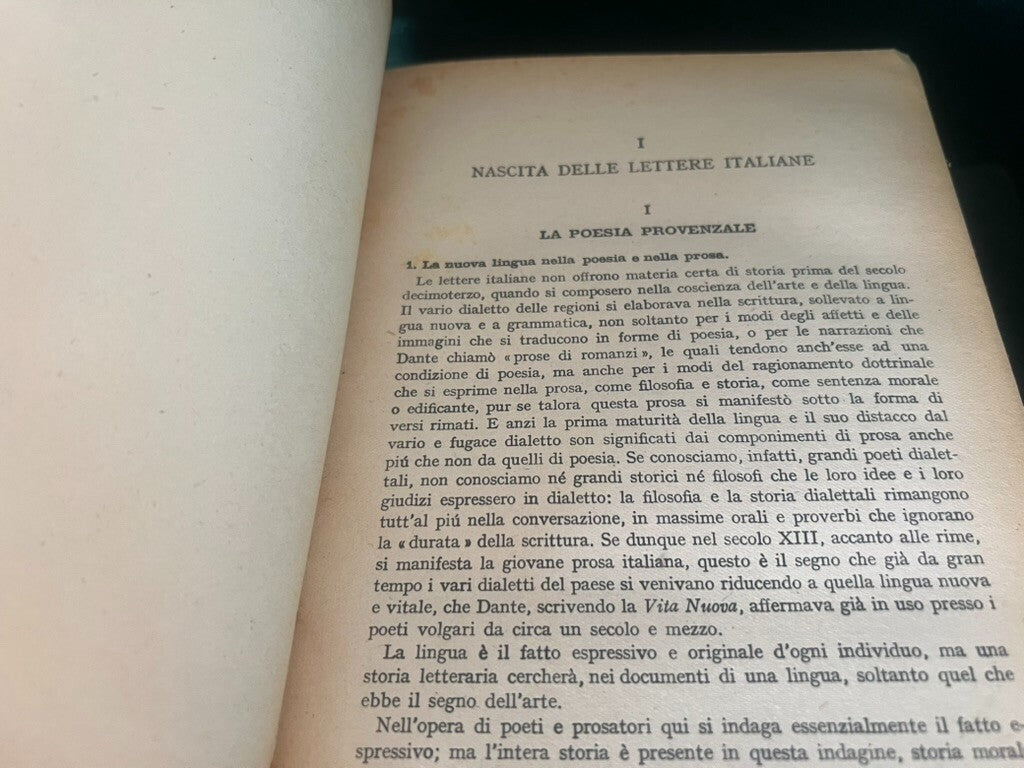 I
NASCITA DELLE LETTERE ITALIANE
I
LA POESIA PROVENZALE
1. La nuova lingua nella poesia e nella prosa.
Le lettere italiane non offrono materia certa di storia prima del secolo
decimoterzo, quando si composero nella coscienza dell'arte e della lingua.
Il vario dialetto delle regioni si elaborava nella scrittura, sollevato a lin-
gua nuova e a grammatica, non soltanto per i modi degli affetti e delle
immagini che si traducono in forme di poesia, o per le narrazioni che
Dante chiamò « prose di romanzi », le quali tendono anch'esse ad una
condizione di poesia, ma anche per i modi del ragionamento dottrinale
che si esprime nella prosa, come filosofia e storia, come sentenza morale
o edificante, pur se talora questa prosa si manifestò sotto la forma di
versi rimati. E anzi la prima maturità della lingua e il suo distacco dal
vario e fugace dialetto son significati dai componimenti di prosa anche
piú che non da quelli di poesia. Se conosciamo, infatti, grandi poeti dialet-
tali, non conosciamo né grandi storici né filosofi che le loro idee e i loro
giudizi espressero in dialetto: la filosofia e la storia dialettali rimangono
tutt'al piú nella conversazione, in massime orali e proverbi che ignorano
la « durata » della scrittura. Se dunque nel secolo XIII, accanto alle rime,
si manifesta la giovane prosa italiana, questo è il segno che già da gran
tempo i vari dialetti del paese si venivano riducendo a quella lingua nuova
e vitale, che Dante, scrivendo la Vita Nuova, affermava già in uso presso i
poeti volgari da circa un secolo e mezzo.
La lingua è il fatto espressivo e originale d'ogni individuo, ma una
storia letteraria cercherà, nei documenti di una lingua, soltanto quel che
ebbe il segno dell'arte.
Nell'opera di poeti e prosatori qui si indaga essenzialmente il fatto e-
spressivo; ma l'intera storia è presente in questa indagine, storia moral